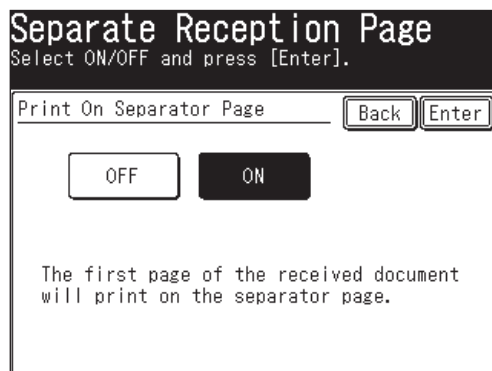 Separate Reception Page
Select ON/OFF and press [Enter].
Print On Separator Page Back Enter
OFF ON
The first page of the received document
will print on the separator page.